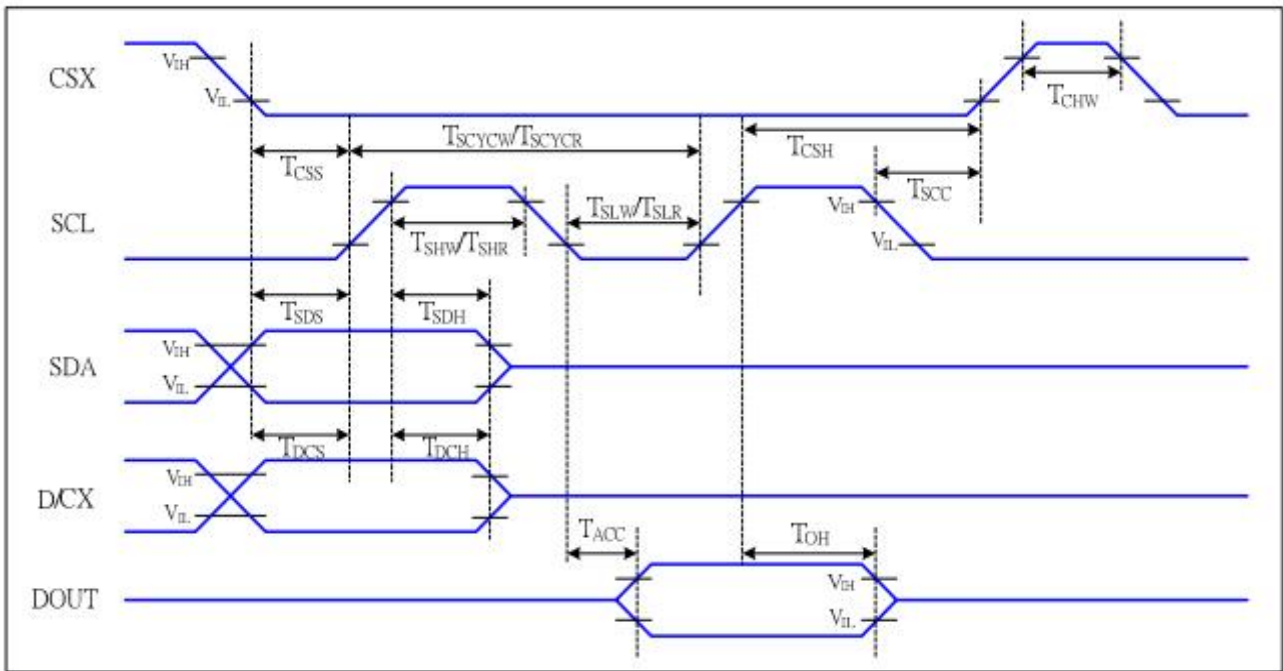 CSX
VIH
VIL
TCHW
TSCYCW/TSCYCR
TCSH
TCSS
TSCC
SCL
TSHW/TSHR
TSLW/TSLR
VIH
VIL
TSDS
TSDH
SDA
VIH
VIL
TDCS
TDCH
D/CX
VIH
VIL
TACC
TOH
DOUT
VIH
VIL